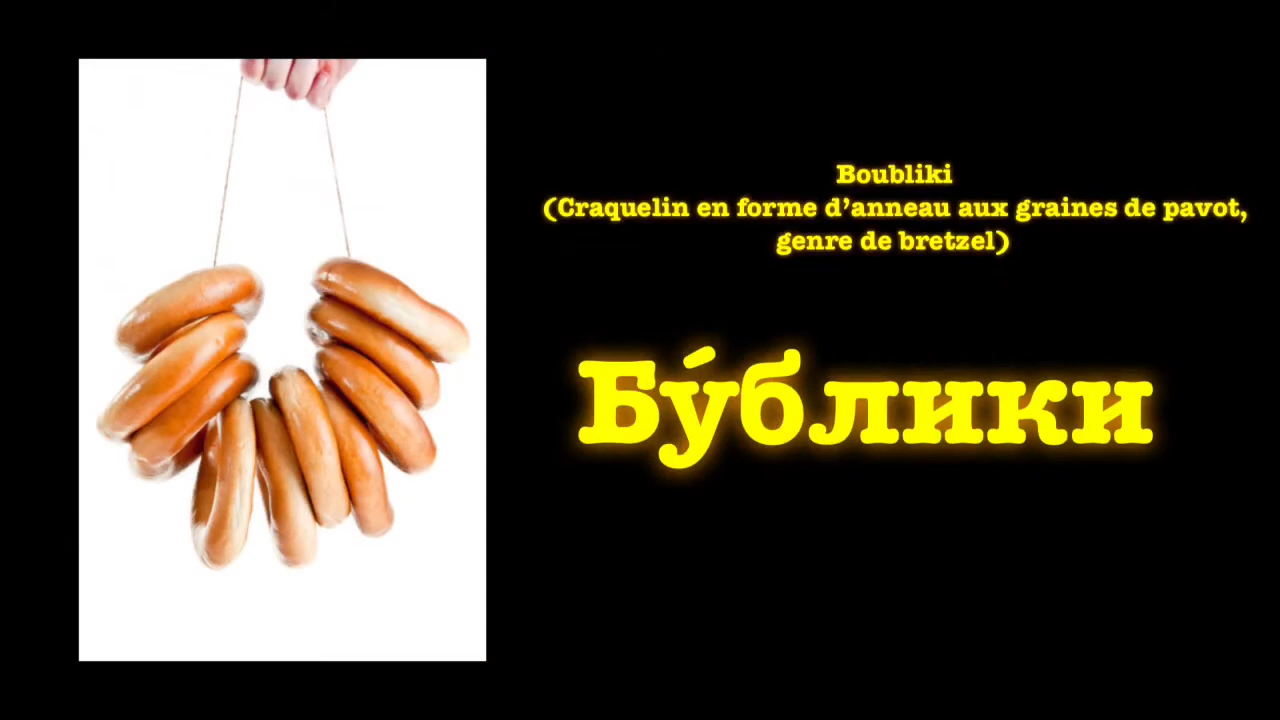 Boubliki
(Craquelin en forme d’anneau aux graines de pavot,
genre de bretzel)
Бу́блики